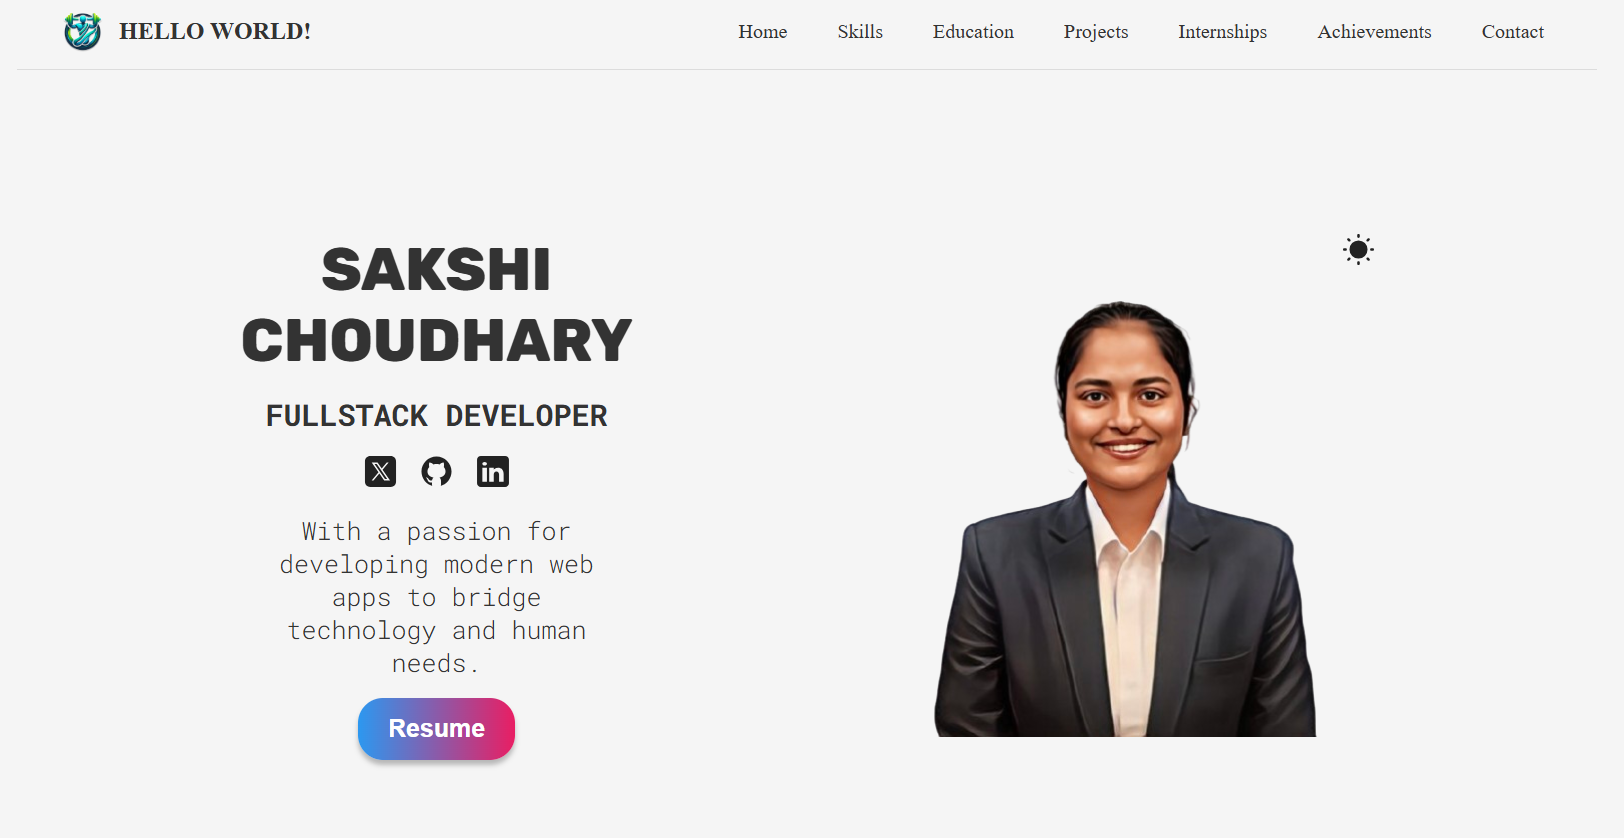 HELLO WORLD!
Home Skills Education Projects Internships Achievements Contact
SAKSHI
CHOUDHARY
FULLSTACK DEVELOPER
With a passion for
developing modern web
apps to bridge
technology and human
needs.
Resume